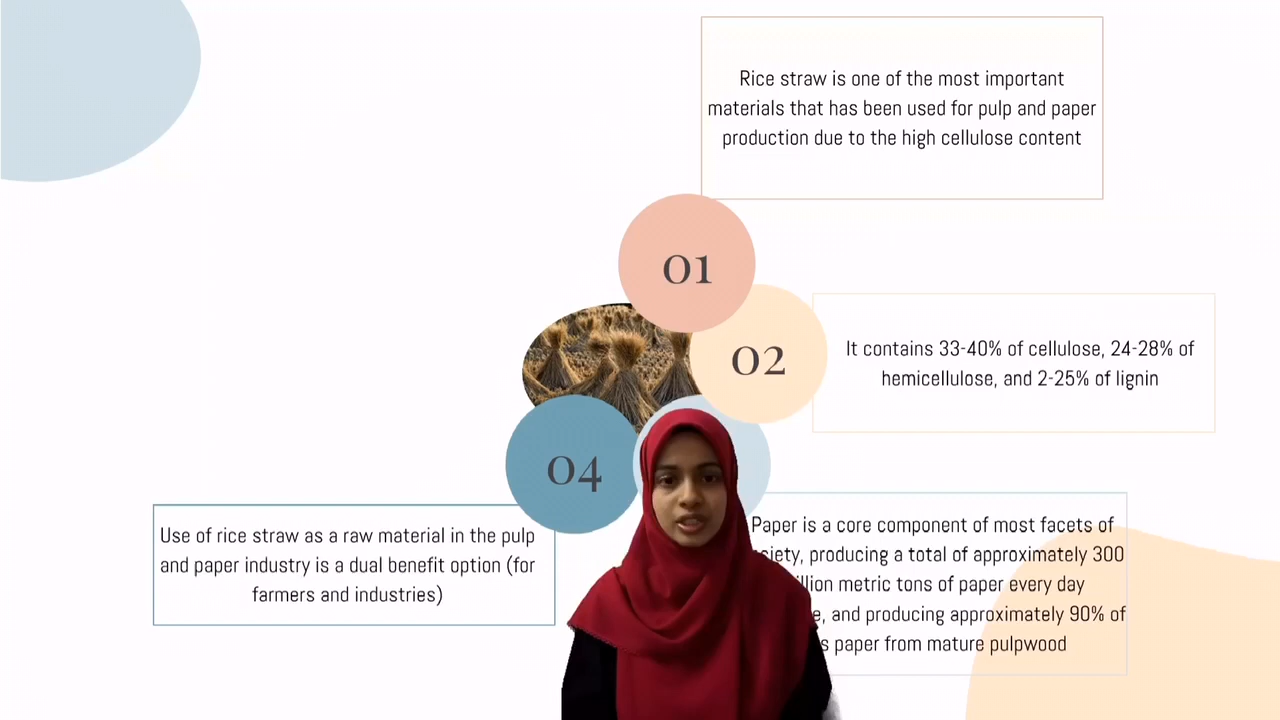 Rice straw is one of the most important
materials that has been used for pulp and paper
production due to the high cellulose content
01
02
It contains 33-40% of cellulose, 24-28% of
hemicellulose, and 2-25% of lignin
04
Use of rice straw as a raw material in the pulp
and paper industry is a dual benefit option (for
farmers and industries)
Paper is a core component of most facets of
producing a total of approximately 300
metric tons of paper every day
and producing approximately 90% of
paper from mature pulpwood